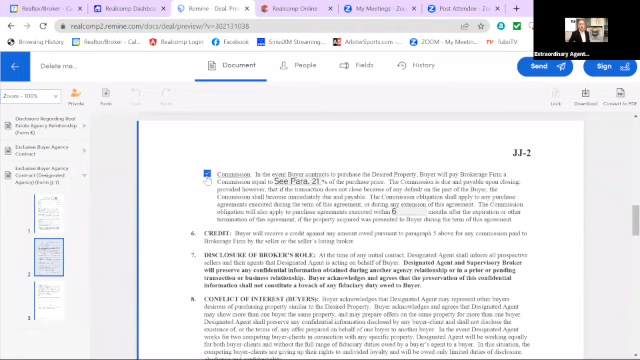 Realtor/Broker - Cal
Realcomp Dashboa
Remine - https://realc
Realcomp Online
My Meetings - Zoom
Post Attendee - Zoom
realcomp2.remine.com/docs/deal/preview?=302131038
Browsing History
Realtor/Broker - Cal...
Realcomp Login
Facebook
SiriusXM Streaming...
ArbiterSports.com -...
ZOOM - My Meeti...
fuboTV
Extraordinary Agent...
Delete me...
Document
People
Fields
History
Send
Sign
Zoom - 100%
Private
Form
Lock
Download
Convert to PDF
Disclosure Regarding Real
Estate Agency Relationship
(Form K)
Exclusive Buyer Agency
Contract
Exclusive Buyer Agency
Contract (Designated
Agency) (Form JJ-1)
1
2
3
JJ-2
Commission. In the event Buyer contracts to purchase the Desired Property, Buyer will pay Brokerage Firm a
Commission equal to See Para. 21 % of the purchase price. The Commission is due and payable upon closing,
provided however, that if the transaction does not close because of any default on the part of the Buyer, the
Commission shall become immediately due and payable. The Commission obligation shall apply to any purchase
agreements executed during the term of this agreement, or during any extension of this agreement. The Commission
obligation will also apply to purchase agreements executed within 6 months after the expiration or other
termination of this agreement, if the property acquired was presented to Buyer during the term of this agreement
6. CREDIT: Buyer will receive a credit against any amount owed pursuant to paragraph 5 above for any commission paid to
Brokerage Firm by the seller or the seller's listing broker.
7. DISCLOSURE OF BROKER'S ROLE: At the time of any initial contact, Designated Agent shall inform all prospective
sellers and their agents that Designated Agent is acting on behalf of Buyer. Designated Agent and Supervisory Broker
will preserve any confidential information obtained during another agency relationship or in a prior or pending
transaction or business relationship. Buyer acknowledges and agrees that the preservation of this confidential
information shall not constitute a breach of any fiduciary duty owed to Buyer.
8. CONFLICT OF INTEREST (BUYERS): Buyer acknowledges that Designated Agent may represent other buyers
desirous of purchasing property similar to the Desired Property. Buyer acknowledges and agrees that Designated Agent
may show more than one buyer the same property, and may prepare offers on the same property for more than one buyer.
Designated Agent shall preserve any confidential information disclosed by any buyer-client and shall not disclose the
existence of, or the terms of, any offer prepared on behalf of one buyer to another buyer. In the event Designated Agent
works for two competing buyer-clients in connection with any specific property, Designated Agent will be working equally
for both buyer-clients and without the full range of fiduciary duties owed by a buyer's agent to a buyer. In this situation, the
competing buyer-clients are giving up their rights to undivided loyalty and will be owed only limited duties of disclosure,